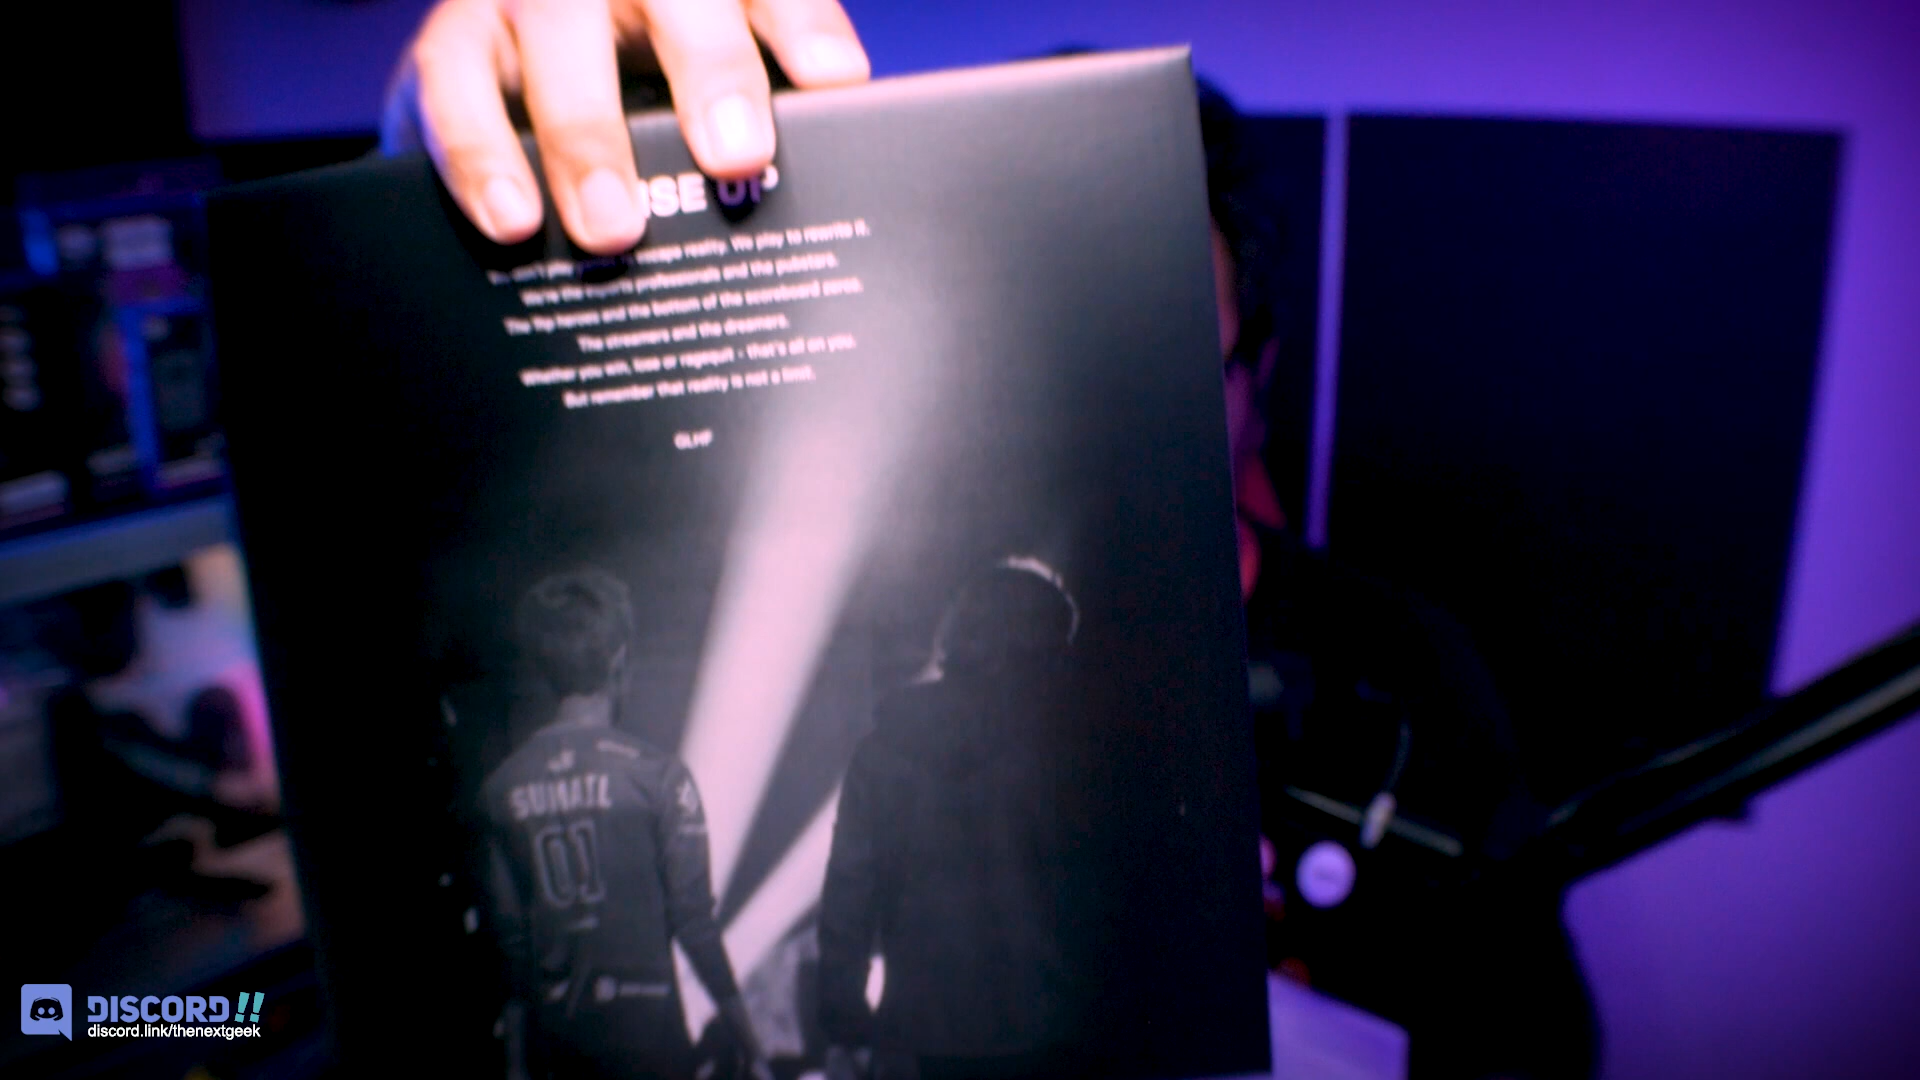 ISE UP
escape reality. We play to rewrite it.
We're the esports professionals and the pubstars.
The Top heroes and the bottom of the scoreboard zeros.
The streamers and the dreamers.
Whether you win, lose or ragequit - that's all on you.
But remember that reality is not a limit.
GLHF
SUMAIL
01
DISCORD!!
discord.link/thenextgeek